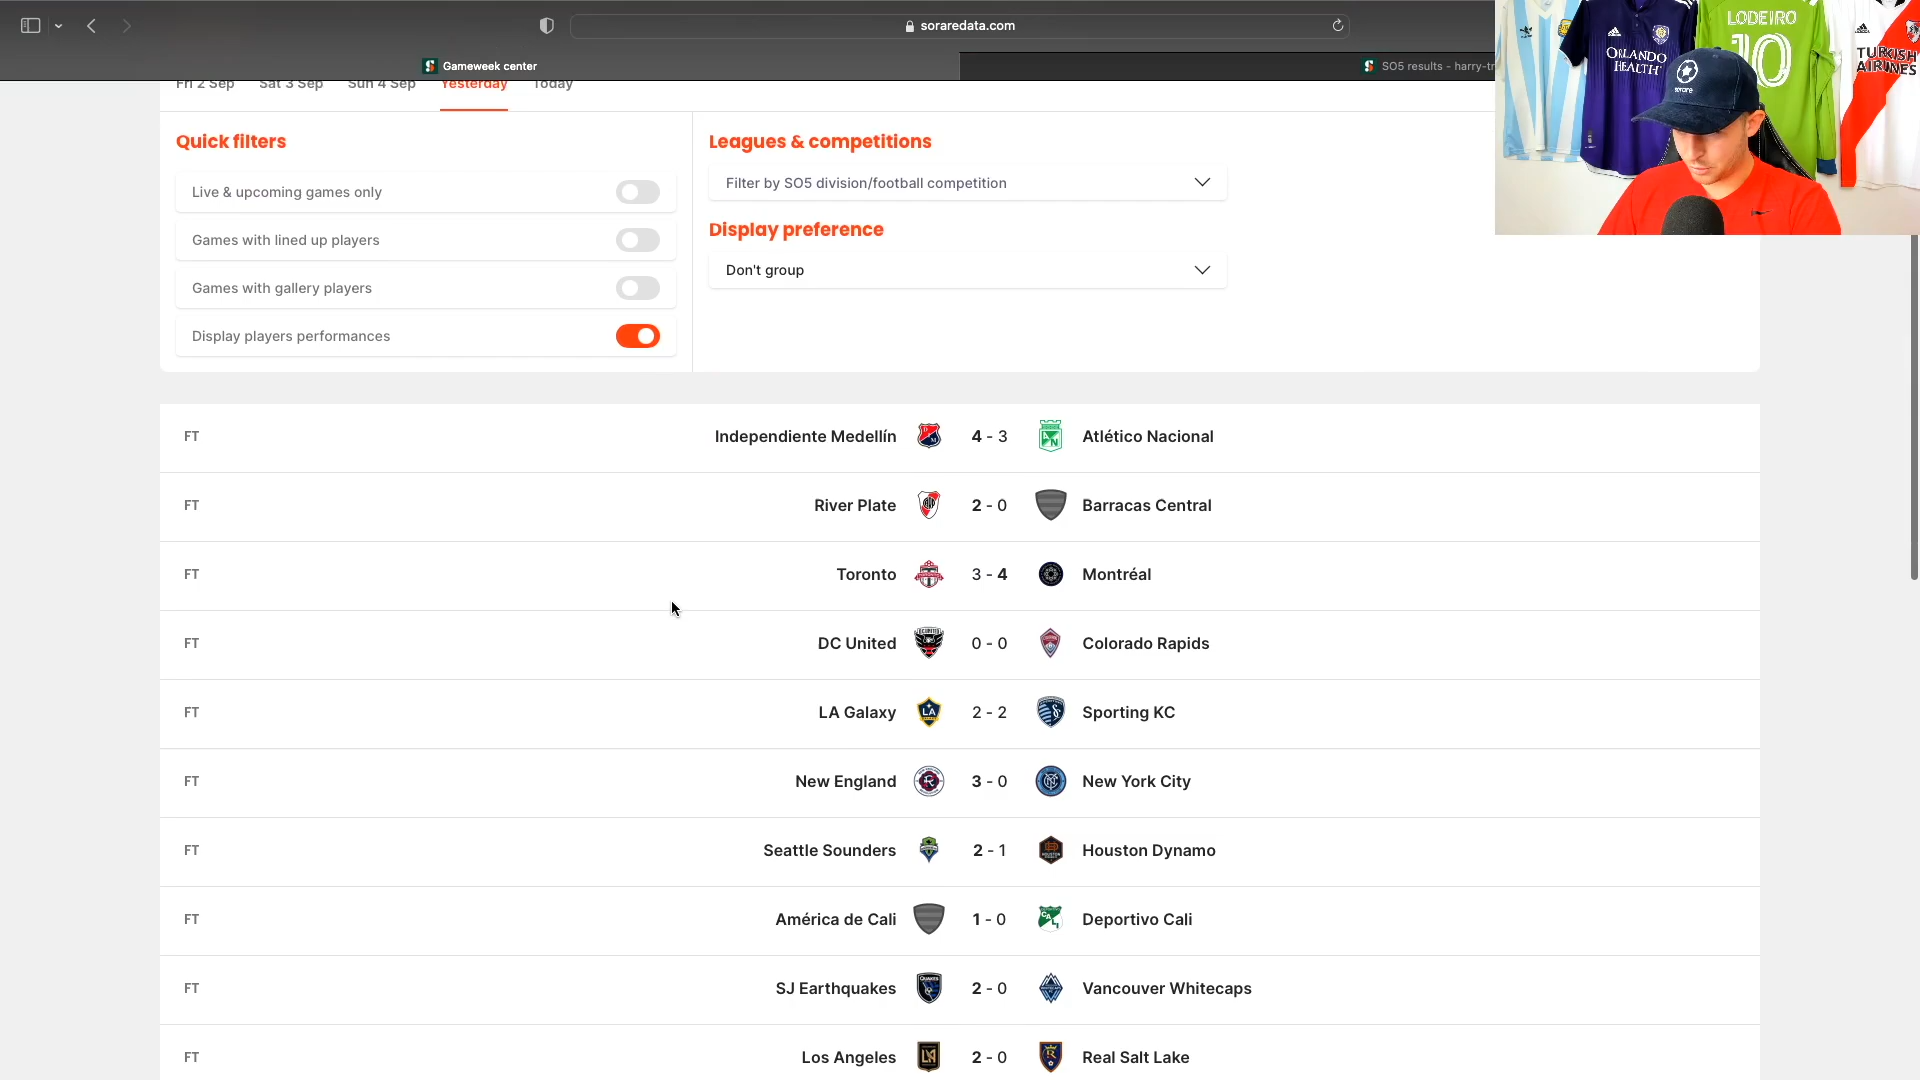 soraredata.com
Gameweek center
SO5 results - harry-tr
Fri 2 Sep
Sat 3 Sep
Sun 4 Sep
Yesterday
Today
Quick filters
Live & upcoming games only
Games with lined up players
Games with gallery players
Display players performances
Leagues & competitions
Filter by SO5 division/football competition
Display preference
Don't group
ORLANDO
HEALTH
LODEIRO
10
TURKISH
AIRLINES
sorare
FT Independiente Medellín 4 - 3 Atlético Nacional
FT River Plate 2 - 0 Barracas Central
FT Toronto 3 - 4 Montréal
FT DC United 0 - 0 Colorado Rapids
FT LA Galaxy 2 - 2 Sporting KC
FT New England 3 - 0 New York City
FT Seattle Sounders 2 - 1 Houston Dynamo
FT América de Cali 1 - 0 Deportivo Cali
FT SJ Earthquakes 2 - 0 Vancouver Whitecaps
FT Los Angeles 2 - 0 Real Salt Lake